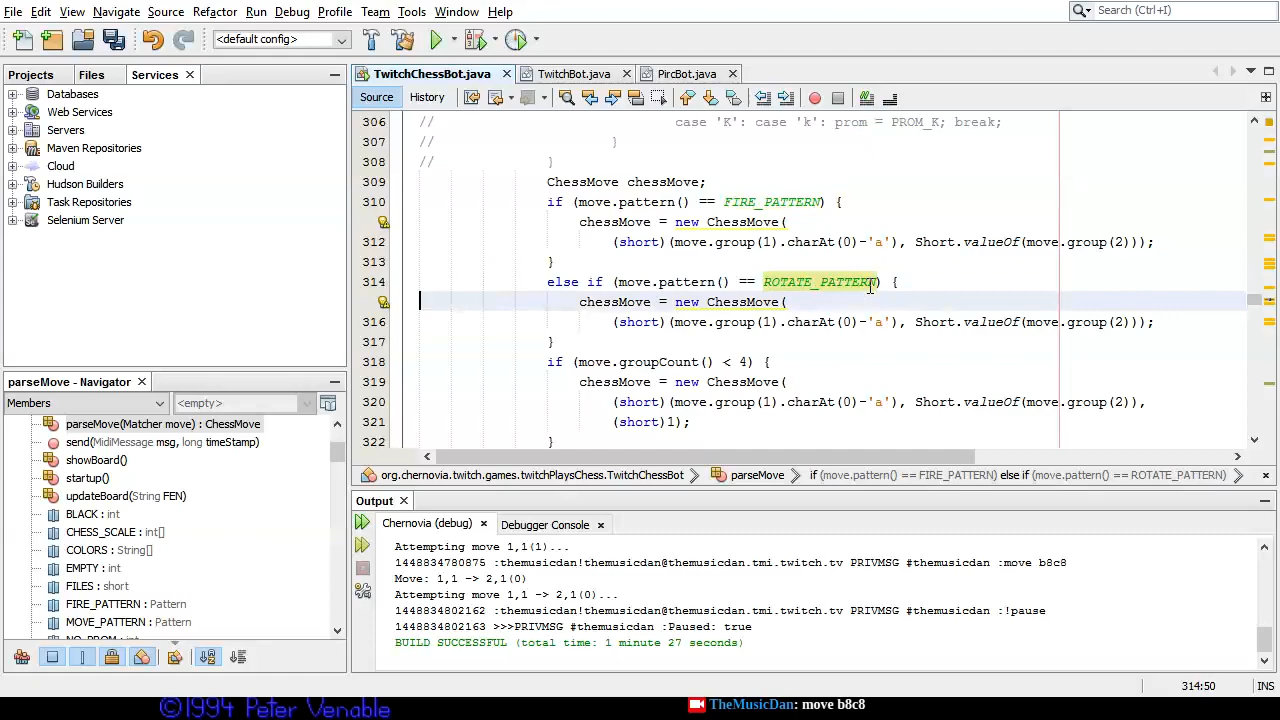 File Edit View Navigate Source Refactor Run Debug Profile Team Tools Window Help
Search (Ctrl+I)
<default config>
Projects Files Services
TwitchChessBot.java TwitchBot.java PircBot.java
Source History
Databases
Web Services
Servers
Maven Repositories
Cloud
Hudson Builders
Task Repositories
Selenium Server
306 // case 'K': case 'k': prom = PROM_K; break;
307 // }
308 // }
309 ChessMove chessMove;
310 if (move.pattern() == FIRE_PATTERN) {
chessMove = new ChessMove(
312 (short)(move.group(1).charAt(0)-'a'), Short.valueOf(move.group(2)));
313 }
314 else if (move.pattern() == ROTATE_PATTERN) {
chessMove = new ChessMove(
316 (short)(move.group(1).charAt(0)-'a'), Short.valueOf(move.group(2)));
317 }
318 if (move.groupCount() < 4) {
319 chessMove = new ChessMove(
320 (short)(move.group(1).charAt(0)-'a'), Short.valueOf(move.group(2)),
321 (short)1);
322 }
org.chernovia.twitch.games.twitchPlaysChess.TwitchChessBot parseMove if (move.pattern() == FIRE_PATTERN) else if (move.pattern() == ROTATE_PATTERN)
parseMove - Navigator
Members <empty>
parseMove(Matcher move) : ChessMove
send(MidiMessage msg, long timeStamp)
showBoard()
startup()
updateBoard(String FEN)
BLACK : int
CHESS_SCALE : int[]
COLORS : String[]
EMPTY : int
FILES : short
FIRE_PATTERN : Pattern
MOVE_PATTERN : Pattern
Output
Chernovia (debug) Debugger Console
Attempting move 1,1(1)...
1448834780875 :themusicdan!themusicdan@themusicdan.tmi.twitch.tv PRIVMSG #themusicdan :move b8c8
Move: 1,1 -> 2,1(0)
Attempting move 1,1 -> 2,1(0)...
1448834802162 :themusicdan!themusicdan@themusicdan.tmi.twitch.tv PRIVMSG #themusicdan :!pause
1448834802163 >>>PRIVMSG #themusicdan :Paused: true
BUILD SUCCESSFUL (total time: 1 minute 27 seconds)
314:50 INS
©1994 Peter Venable
TheMusicDan: move b8c8